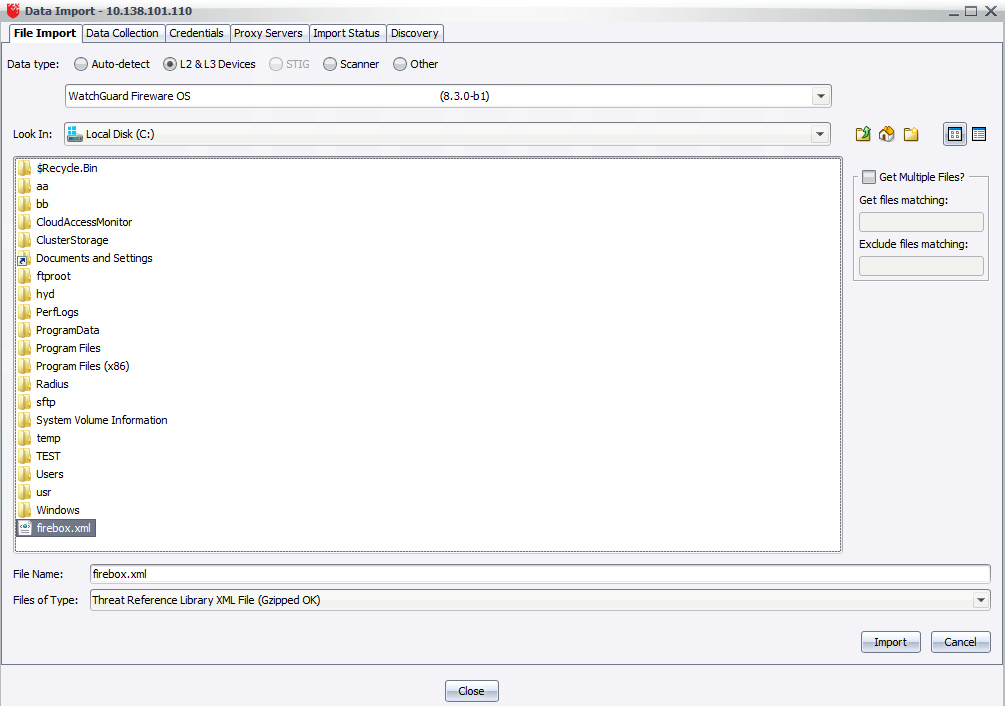 Data Import - 10.138.101.110
File Import Data Collection Credentials Proxy Servers Import Status Discovery
Data type: Auto-detect L2 & L3 Devices STIG Scanner Other
WatchGuard Fireware OS (8.3.0-b1)
Look In: Local Disk (C:)
$Recycle.Bin
aa
bb
CloudAccessMonitor
ClusterStorage
Documents and Settings
ftproot
hyd
PerfLogs
ProgramData
Program Files
Program Files (x86)
Radius
sftp
System Volume Information
temp
TEST
Users
usr
Windows
firebox.xml
Get Multiple Files?
Get files matching:
Exclude files matching:
File Name: firebox.xml
Files of Type: Threat Reference Library XML File (Gzipped OK)
Import Cancel
Close